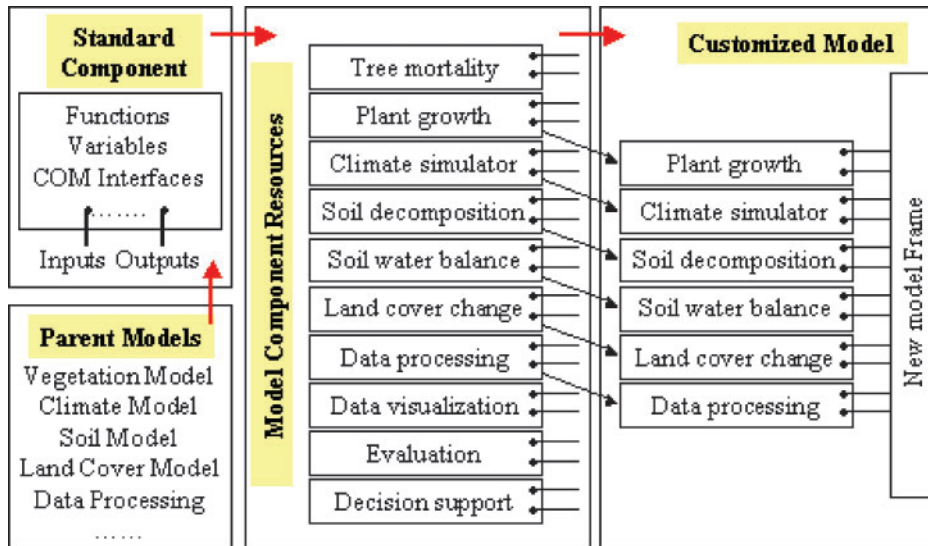 Standard
Component
Functions
Variables
COM Interfaces
.. .....
Inputs Outputs
Parent Models
Vegetation Model
Climate Model
Soil Model
Land Cover Model
Data Processing
......
Model Component Resources
Tree mortality
Plant growth
Climate simulator
Soil decomposition
Soil water balance
Land cover change
Data processing
Data visualization
Evaluation
Decision support
Customized Model
Plant growth
Climate simulator
Soil decomposition
Soil water balance
Land cover change
Data processing
New model Frame